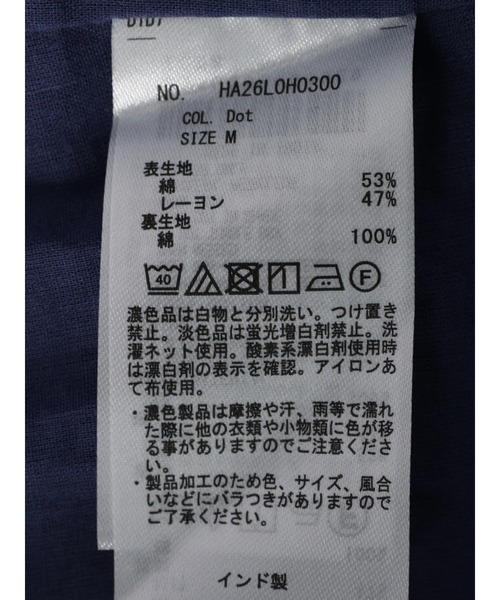 NO. HA26L0H0300
COL. Dot
SIZE M
表生地
綿 53%
レーヨン 47%
裏生地
綿 100%
40 F
濃色品は白物と分別洗い。つけ置き
禁止。淡色品は蛍光増白剤禁止。洗
濯ネット使用。酸素系漂白剤使用時
は漂白剤の表示を確認。アイロンあ
て布使用。
・濃色製品は摩擦や汗、雨等で濡れ
た際に他の衣類や小物類に色が移
る事がありますのでご注意くださ
い。
・製品加工のため色、サイズ、風合
いなどにバラつきがありますので
ご了承ください。
インド製